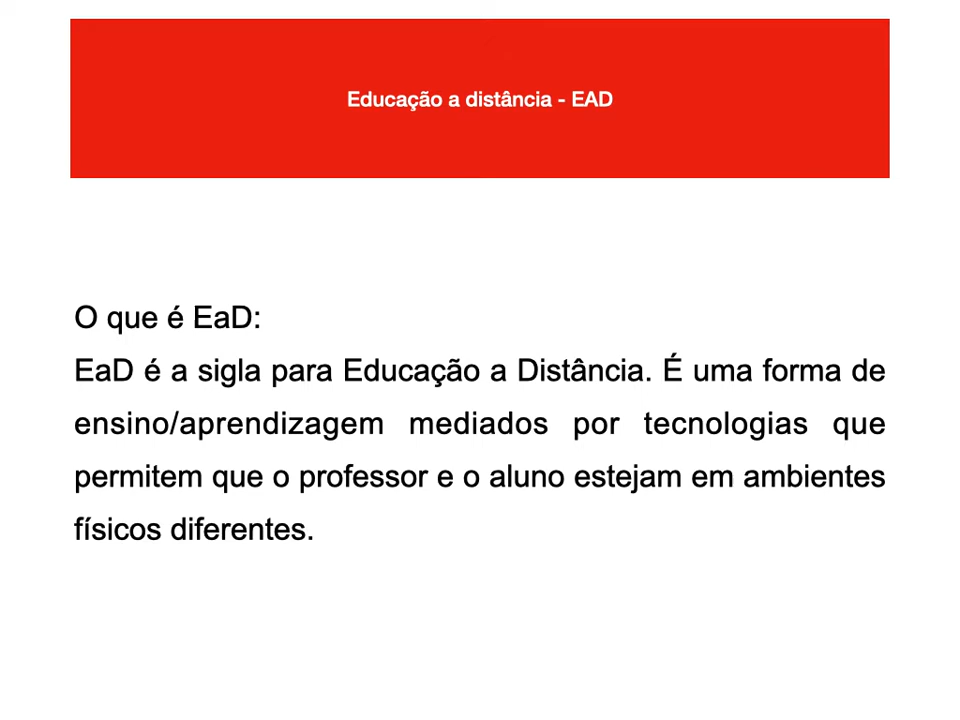 Educação a distância - EAD
O que é EaD:
EaD é a sigla para Educação a Distância. É uma forma de
ensino/aprendizagem mediados por tecnologias que
permitem que o professor e o aluno estejam em ambientes
físicos diferentes.